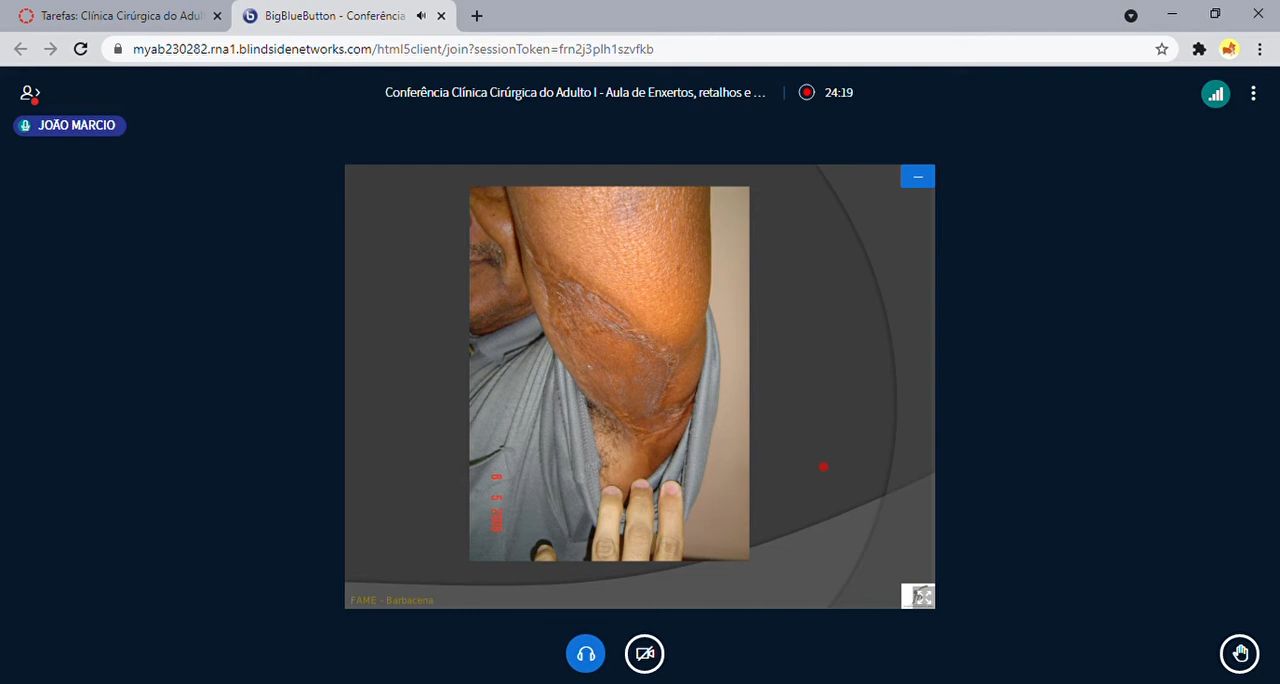 Tarefas: Clínica Cirúrgica do Adul
BigBlueButton - Conferência
myab230282.rna1.blindsidenetworks.com/html5client/join?sessionToken=frn2j3plh1szvfkb
Conferência Clínica Cirúrgica do Adulto I - Aula de Enxertos, retalhos e ...
24:19
JOÃO MARCIO
FAME - Barbacena